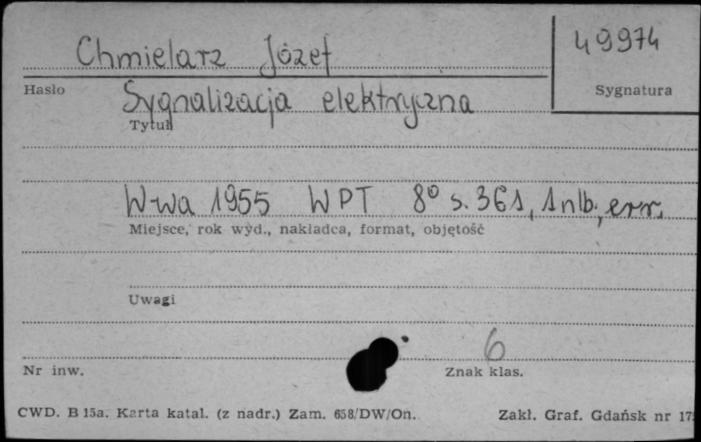 Chmielarz Józef
49974
Hasło
Sygnatura
Sygnalizacja elektryczna
Tytuł
W-wa 1955 WPT 8° s. 361, 1 nlb., err.
Miejsce, rok wyd., nakładca, format, objętość
Uwagi
6
Nr inw.
Znak klas.
CWD. B 15a. Karta katal. (z nadr.) Zam. 658/DW/On.
Zakł. Graf. Gdańsk nr